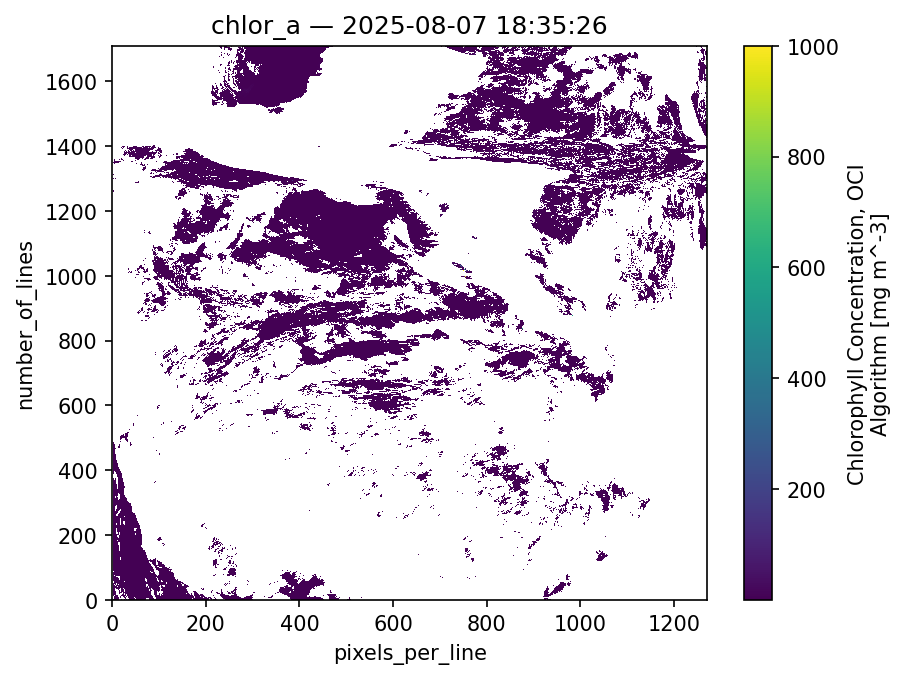 chlor_a — 2025-08-07 18:35:26
1600
1400
1200
1000
800
600
400
200
0
number_of_lines
0 200 400 600 800 1000 1200
pixels_per_line
1000
800
600
400
200
Chlorophyll Concentration, OCI
Algorithm [mg m^-3]